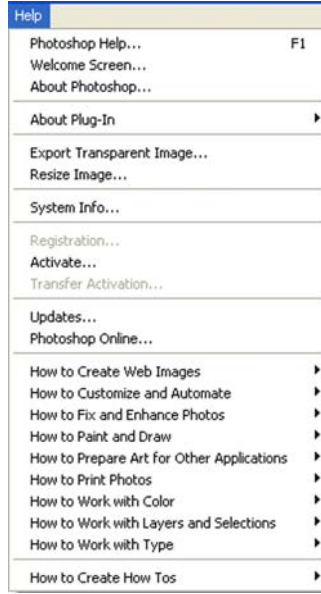 Help
Photoshop Help... F1
Welcome Screen...
About Photoshop...
About Plug-In
Export Transparent Image...
Resize Image...
System Info...
Registration...
Activate...
Transfer Activation...
Updates...
Photoshop Online...
How to Create Web Images
How to Customize and Automate
How to Fix and Enhance Photos
How to Paint and Draw
How to Prepare Art for Other Applications
How to Print Photos
How to Work with Color
How to Work with Layers and Selections
How to Work with Type
How to Create How Tos